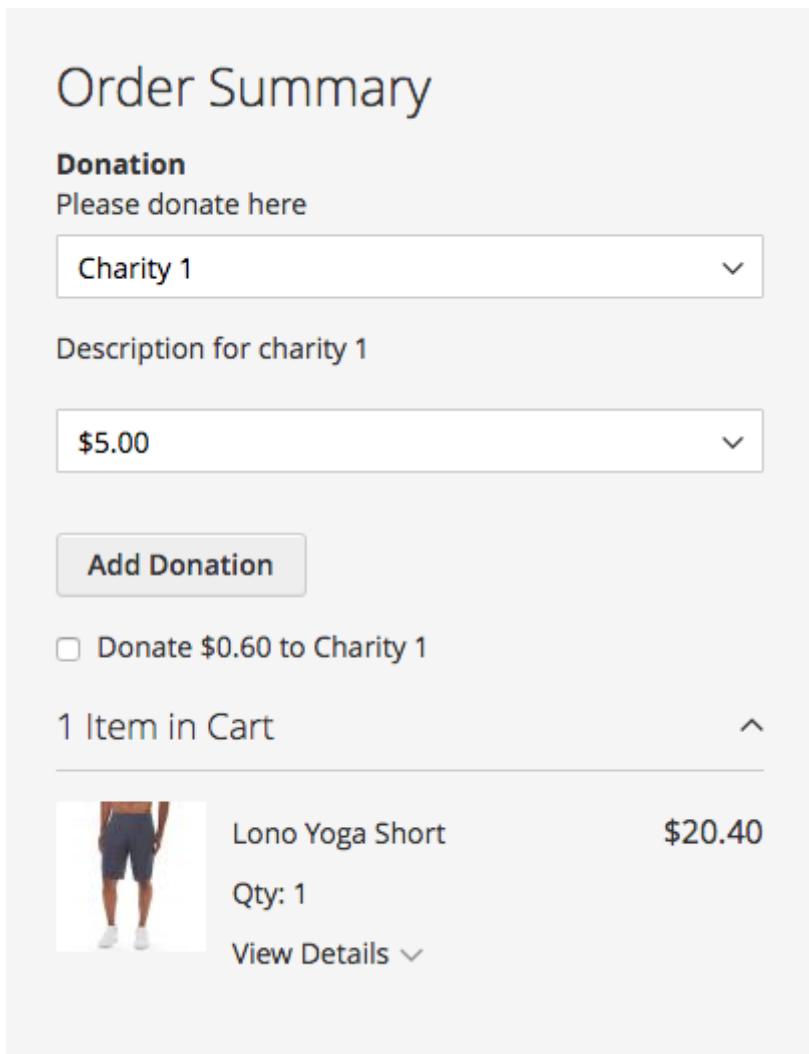 Order Summary
Donation
Please donate here
Charity 1
Description for charity 1
$5.00
Add Donation
Donate $0.60 to Charity 1
1 Item in Cart
Lono Yoga Short $20.40
Qty: 1
View Details